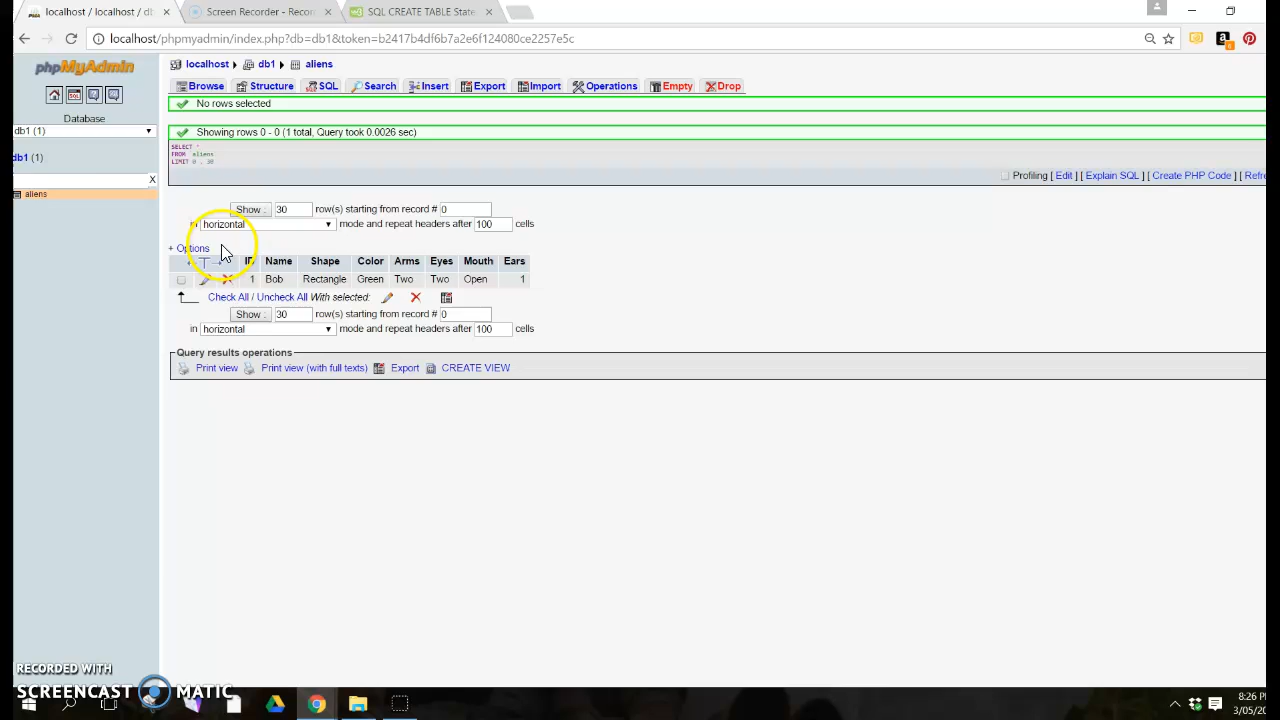 localhost / localhost / db
Screen Recorder - Record
SQL CREATE TABLE State
localhost/phpmyadmin/index.php?db=db1&token=b2417b4df6b7a2e6f124080ce2257e5c
phpMyAdmin
localhost
db1
aliens
Browse
Structure
SQL
Search
Insert
Export
Import
Operations
Empty
Drop
Database
db1 (1)
db1 (1)
X
aliens
No rows selected
Showing rows 0 - 0 (1 total, Query took 0.0026 sec)
SELECT *
FROM `aliens`
LIMIT 0 , 30
Profiling [ Edit ] [ Explain SQL ] [ Create PHP Code ] [ Refre
Show : 30 row(s) starting from record # 0
in horizontal mode and repeat headers after 100 cells
+ Options
ID Name Shape Color Arms Eyes Mouth Ears
1 Bob Rectangle Green Two Two Open 1
Check All / Uncheck All With selected:
Show : 30 row(s) starting from record # 0
in horizontal mode and repeat headers after 100 cells
Query results operations
Print view Print view (with full texts) Export CREATE VIEW
RECORDED WITH
SCREENCAST MATIC
8:26 P
3/05/20